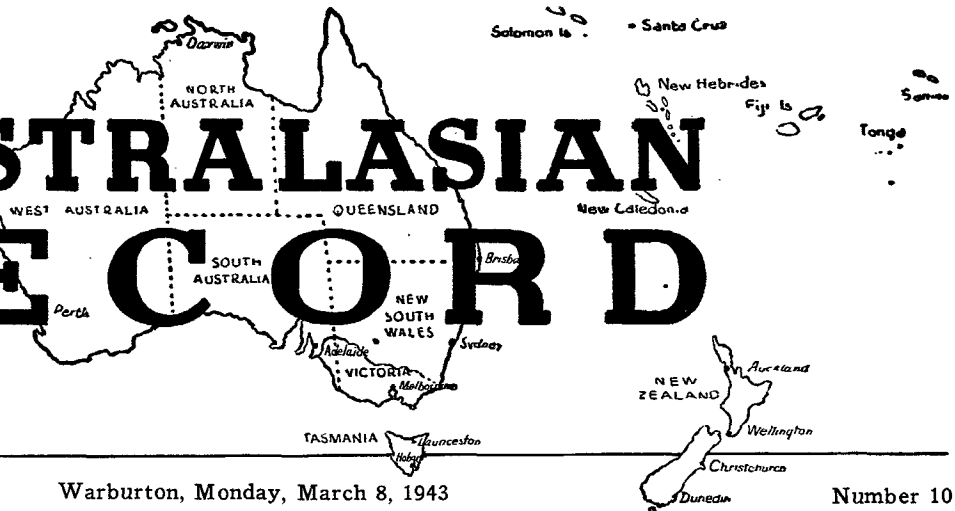 Solomon Is.
Santa Cruz
Darwin
NORTH
AUSTRALIA
New Hebrides
Fiji Is
Tonga
STRALASIAN
WEST AUSTRALIA
QUEENSLAND
New Caledonia
ECORD
SOUTH
AUSTRALIA
Brisba
Perth
NEW
SOUTH
WALES
Sydney
Adelaide
VICTORIA
Melbourne
NEW
ZEALAND
Auckland
Wellington
TASMANIA
Launceston
Hobart
Christchurch
Dunedin
Warburton, Monday, March 8, 1943
Number 10